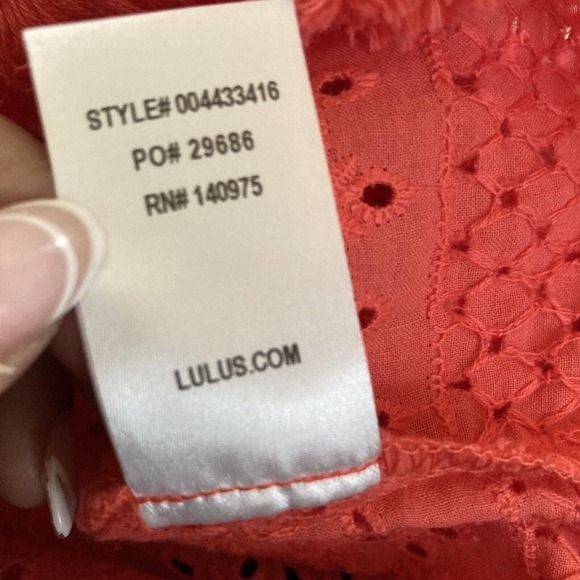 STYLE# 004433416
PO# 29686
RN# 140975
LULUS.COM